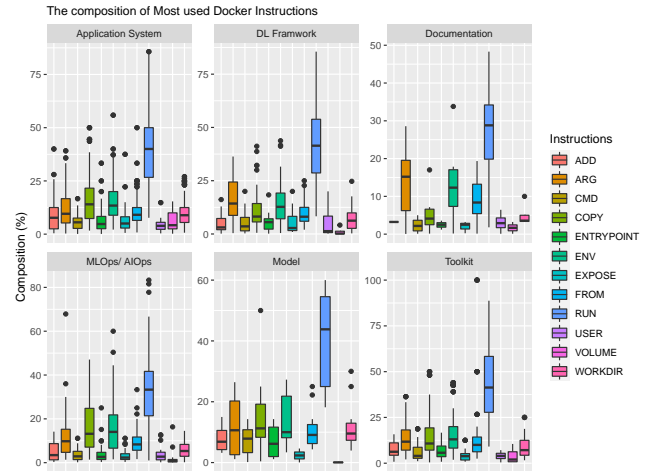 The composition of Most used Docker Instructions
Application System
DL Framwork
Documentation
75
50
25
0
75
50
25
0
50
40
30
20
10
0
Composition (%)
MLOps/ AIOps
Model
Toolkit
80
60
40
20
0
60
40
20
0
100
75
50
25
0
Instructions
ADD
ARG
CMD
COPY
ENTRYPOINT
ENV
EXPOSE
FROM
RUN
USER
VOLUME
WORKDIR